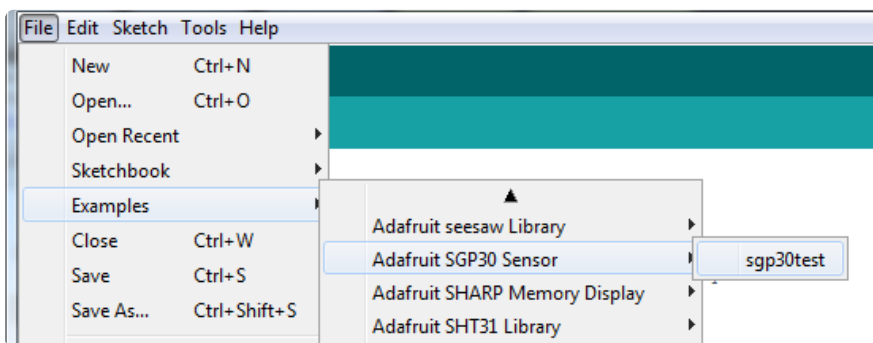 File Edit Sketch Tools Help
New Ctrl+N
Open... Ctrl+O
Open Recent
Sketchbook
Examples
Close Ctrl+W
Save Ctrl+S
Save As... Ctrl+Shift+S
Adafruit seesaw Library
Adafruit SGP30 Sensor
Adafruit SHARP Memory Display
Adafruit SHT31 Library
sgp30test